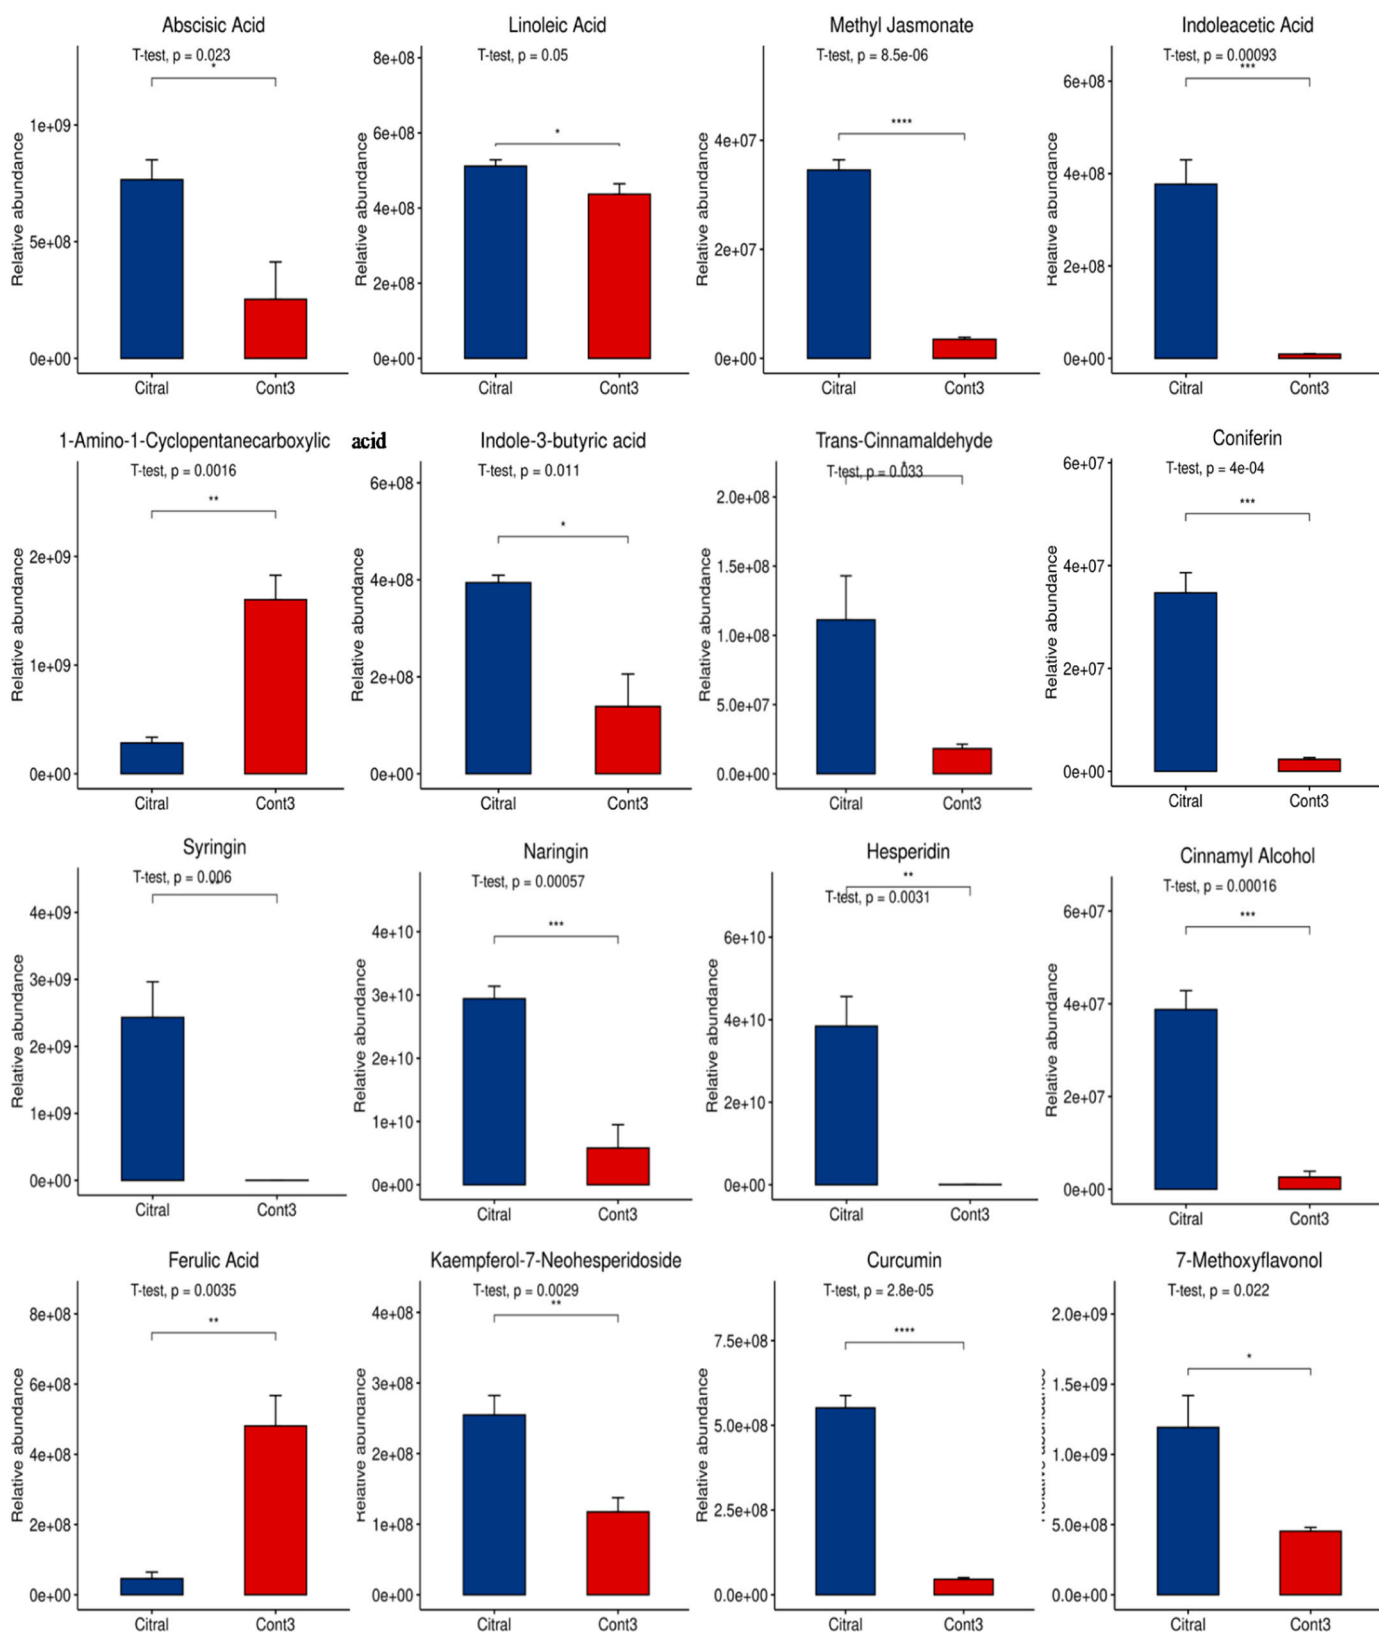 Abscisic Acid
T-test, p = 0.023
*
Relative abundance
1e+09
5e+08
0e+00
Citral
Cont3
Linoleic Acid
T-test, p = 0.05
*
Relative abundance
8e+08
6e+08
4e+08
2e+08
0e+00
Citral
Cont3
Methyl Jasmonate
T-test, p = 8.5e-06
****
Relative abundance
4e+07
2e+07
0e+00
Citral
Cont3
Indoleacetic Acid
T-test, p = 0.00093
***
Relative abundance
6e+08
4e+08
2e+08
0e+00
Citral
Cont3
1-Amino-1-Cyclopentanecarboxylic acid
T-test, p = 0.0016
**
Relative abundance
2e+09
1e+09
0e+00
Citral
Cont3
Indole-3-butyric acid
T-test, p = 0.011
*
Relative abundance
6e+08
4e+08
2e+08
0e+00
Citral
Cont3
Trans-Cinnamaldehyde
T-test, p = 0.033
*
Relative abundance
2.0e+08
1.5e+08
1.0e+08
5.0e+07
0.0e+00
Citral
Cont3
Coniferin
T-test, p = 4e-04
***
Relative abundance
6e+07
4e+07
2e+07
0e+00
Citral
Cont3
Syringin
T-test, p = 0.006
**
Relative abundance
4e+09
3e+09
2e+09
1e+09
0e+00
Citral
Cont3
Naringin
T-test, p = 0.00057
***
Relative abundance
4e+10
3e+10
2e+10
1e+10
0e+00
Citral
Cont3
Hesperidin
**
T-test, p = 0.0031
Relative abundance
6e+10
4e+10
2e+10
0e+00
Citral
Cont3
Cinnamyl Alcohol
T-test, p = 0.00016
***
Relative abundance
6e+07
4e+07
2e+07
0e+00
Citral
Cont3
Ferulic Acid
T-test, p = 0.0035
**
Relative abundance
8e+08
6e+08
4e+08
2e+08
0e+00
Citral
Cont3
Kaempferol-7-Neohesperidoside
T-test, p = 0.0029
**
Relative abundance
4e+08
3e+08
2e+08
1e+08
0e+00
Citral
Cont3
Curcumin
T-test, p = 2.8e-05
****
Relative abundance
7.5e+08
5.0e+08
2.5e+08
0.0e+00
Citral
Cont3
7-Methoxyflavonol
T-test, p = 0.022
*
Relative abundance
2.0e+09
1.5e+09
1.0e+09
5.0e+08
0.0e+00
Citral
Cont3